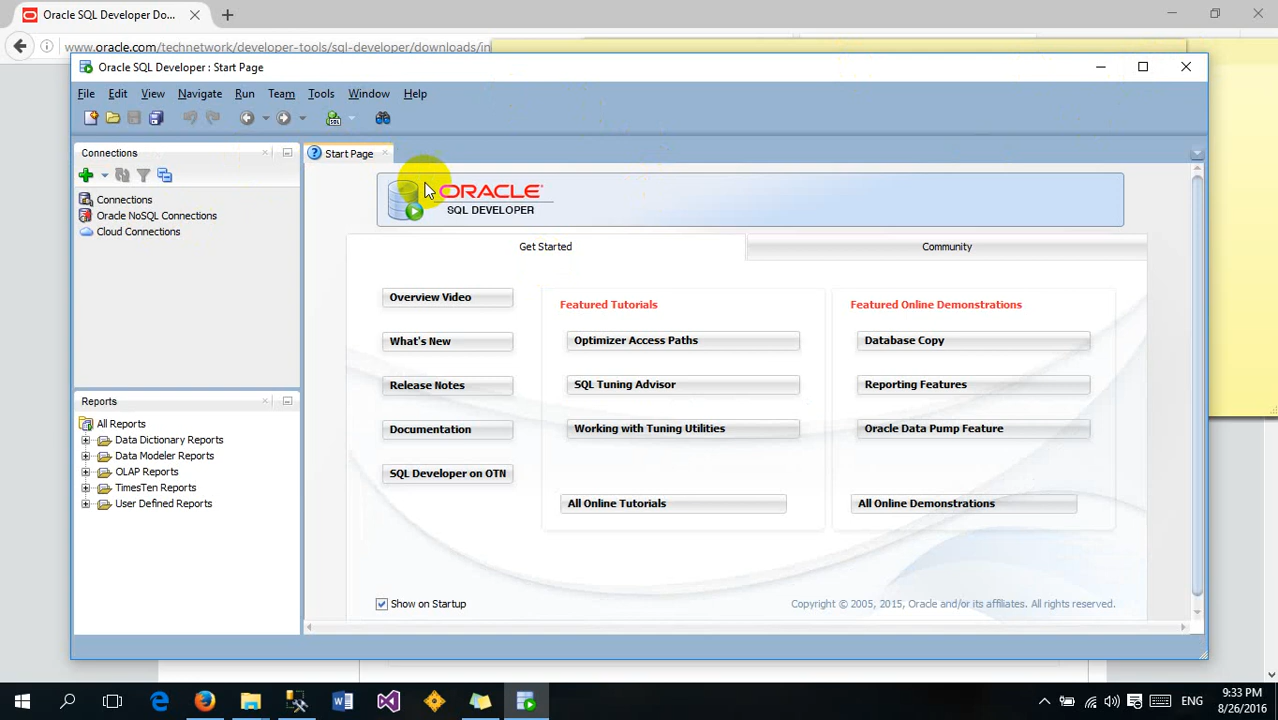 Oracle SQL Developer Do...
www.oracle.com/technetwork/developer-tools/sql-developer/downloads/in
Oracle SQL Developer : Start Page
File Edit View Navigate Run Team Tools Window Help
Connections
Connections
Oracle NoSQL Connections
Cloud Connections
Reports
All Reports
Data Dictionary Reports
Data Modeler Reports
OLAP Reports
TimesTen Reports
User Defined Reports
Start Page
ORACLE
SQL DEVELOPER
Get Started
Community
Overview Video
What's New
Release Notes
Documentation
SQL Developer on OTN
Featured Tutorials
Optimizer Access Paths
SQL Tuning Advisor
Working with Tuning Utilities
All Online Tutorials
Featured Online Demonstrations
Database Copy
Reporting Features
Oracle Data Pump Feature
All Online Demonstrations
Show on Startup
Copyright © 2005, 2015, Oracle and/or its affiliates. All rights reserved.
ENG
9:33 PM
8/26/2016